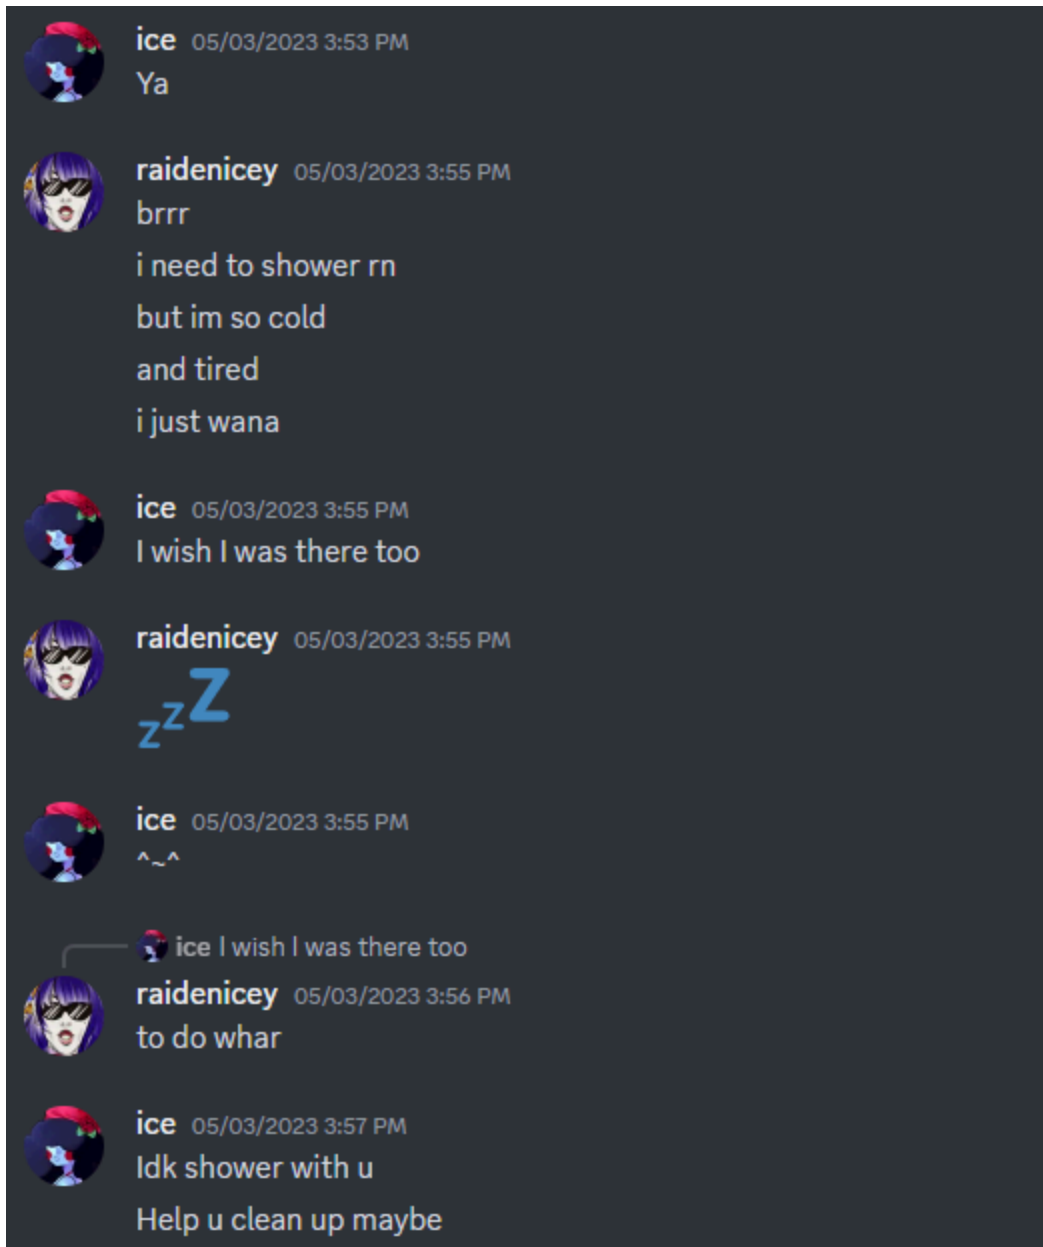 ice 05/03/2023 3:53 PM
Ya
raidenicey 05/03/2023 3:55 PM
brrr
i need to shower rn
but im so cold
and tired
i just wana
ice 05/03/2023 3:55 PM
I wish I was there too
raidenicey 05/03/2023 3:55 PM
💤
ice 05/03/2023 3:55 PM
^~^
ice I wish I was there too
raidenicey 05/03/2023 3:56 PM
to do whar
ice 05/03/2023 3:57 PM
Idk shower with u
Help u clean up maybe